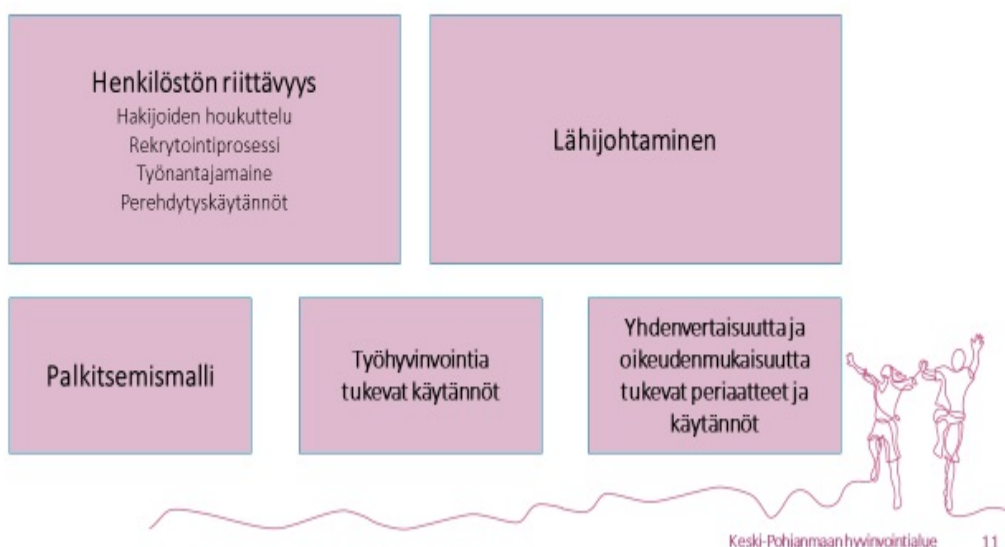 Henkilöstön riittävyys
Hakijoiden houkuttelu
Rekrytointiprosessi
Työnantajamaine
Perehdytyskäytännöt
Lähijohtaminen
Palkitsemismalli
Työhyvinvointia
tukevat käytännöt
Yhdenvertaisuutta ja
oikeudenmukaisuutta
tukevat periaatteet ja
käytännöt
Keski-Pohjanmaan hyvinvointialue 11